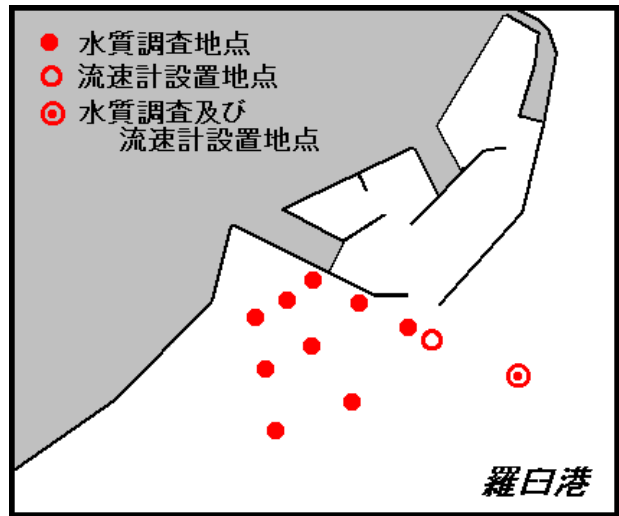 水質調査地点
流速計設置地点
水質調査及び
流速計設置地点
羅臼港